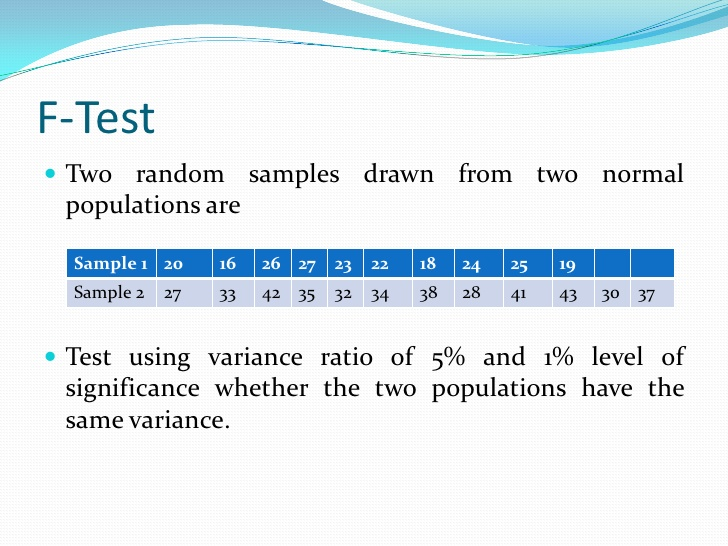 F-Test
Two random samples drawn from two normal
populations are
Sample 1 20 16 26 27 23 22 18 24 25 19
Sample 2 27 33 42 35 32 34 38 28 41 43 30 37
Test using variance ratio of 5% and 1% level of
significance whether the two populations have the
same variance.